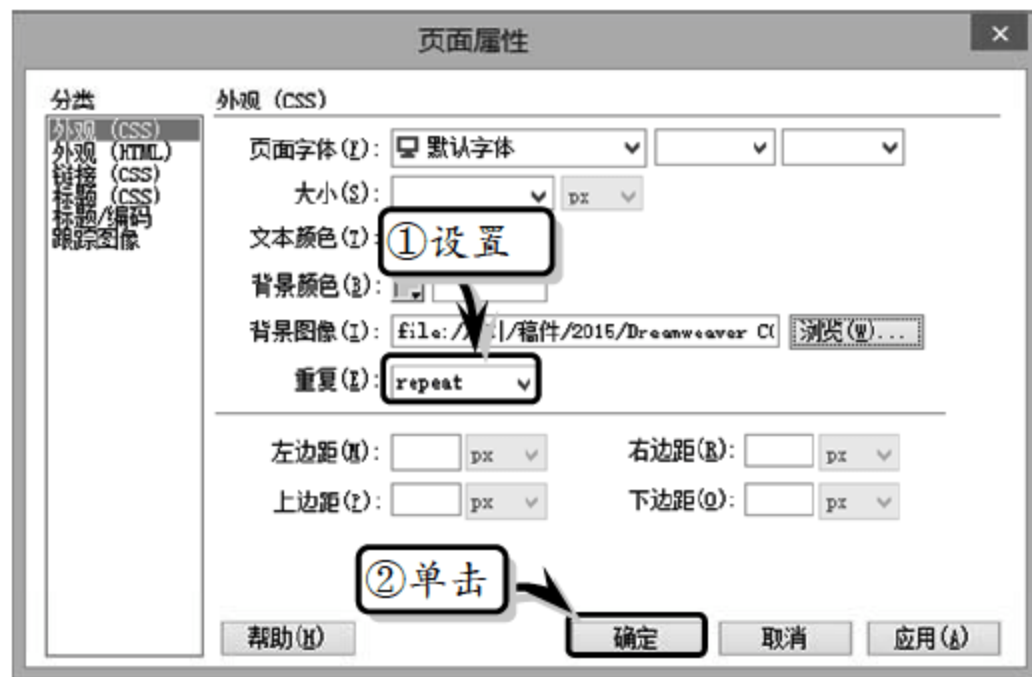 页面属性
分类
外观 (CSS)
外观 (HTML)
链接 (CSS)
标题 (CSS)
标题/编码
跟踪图像
外观 (CSS)
页面字体(F): 默认字体
大小(S): px
文本颜色(T)
①设置
背景颜色(B):
背景图像(I): file:// /稿件/2015/Dreamweaver C 浏览(W)...
重复(E): repeat
左边距(M): px 右边距(R): px
上边距(P): px 下边距(O): px
②单击
帮助(H) 确定 取消 应用(A)